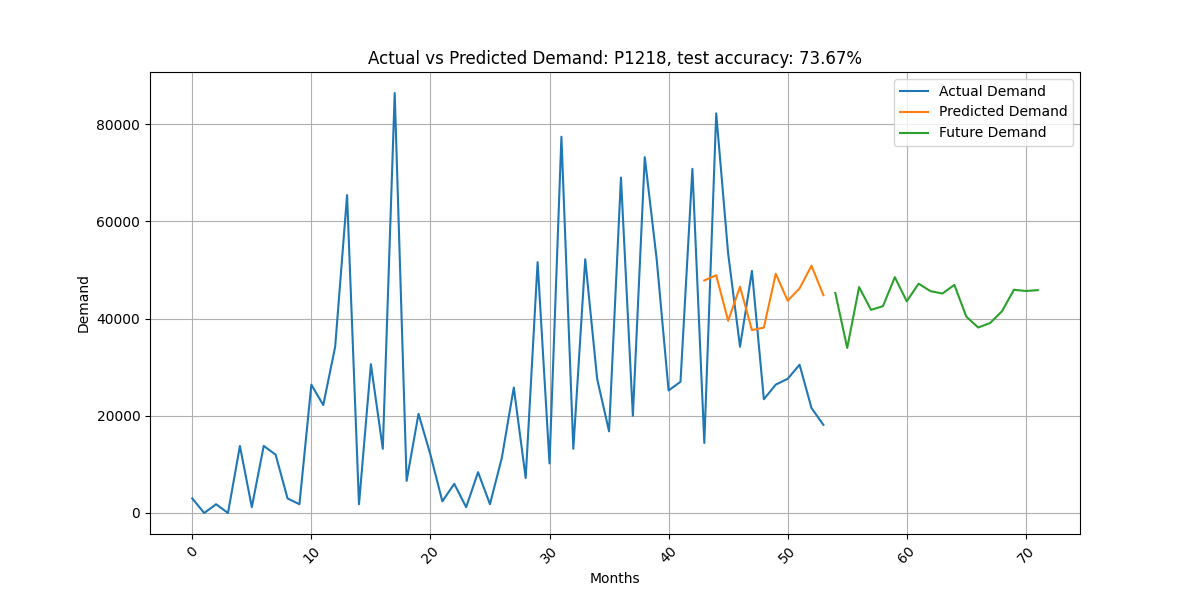 Actual vs Predicted Demand: P1218, test accuracy: 73.67%
Actual Demand
Predicted Demand
Future Demand
80000
60000
40000
20000
0
Demand
0 10 20 30 40 50 60 70
Months